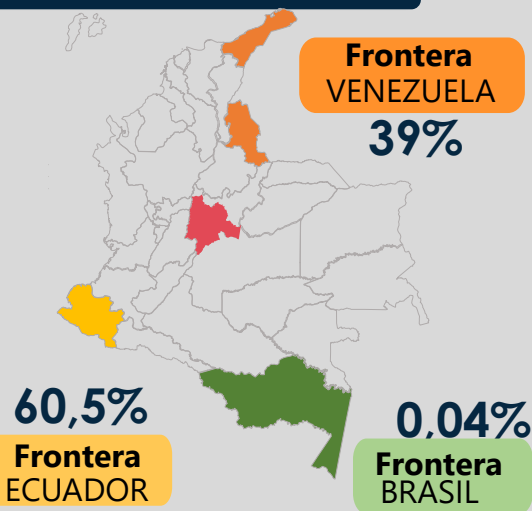 Frontera
VENEZUELA
39%
60,5%
Frontera
ECUADOR
0,04%
Frontera
BRASIL